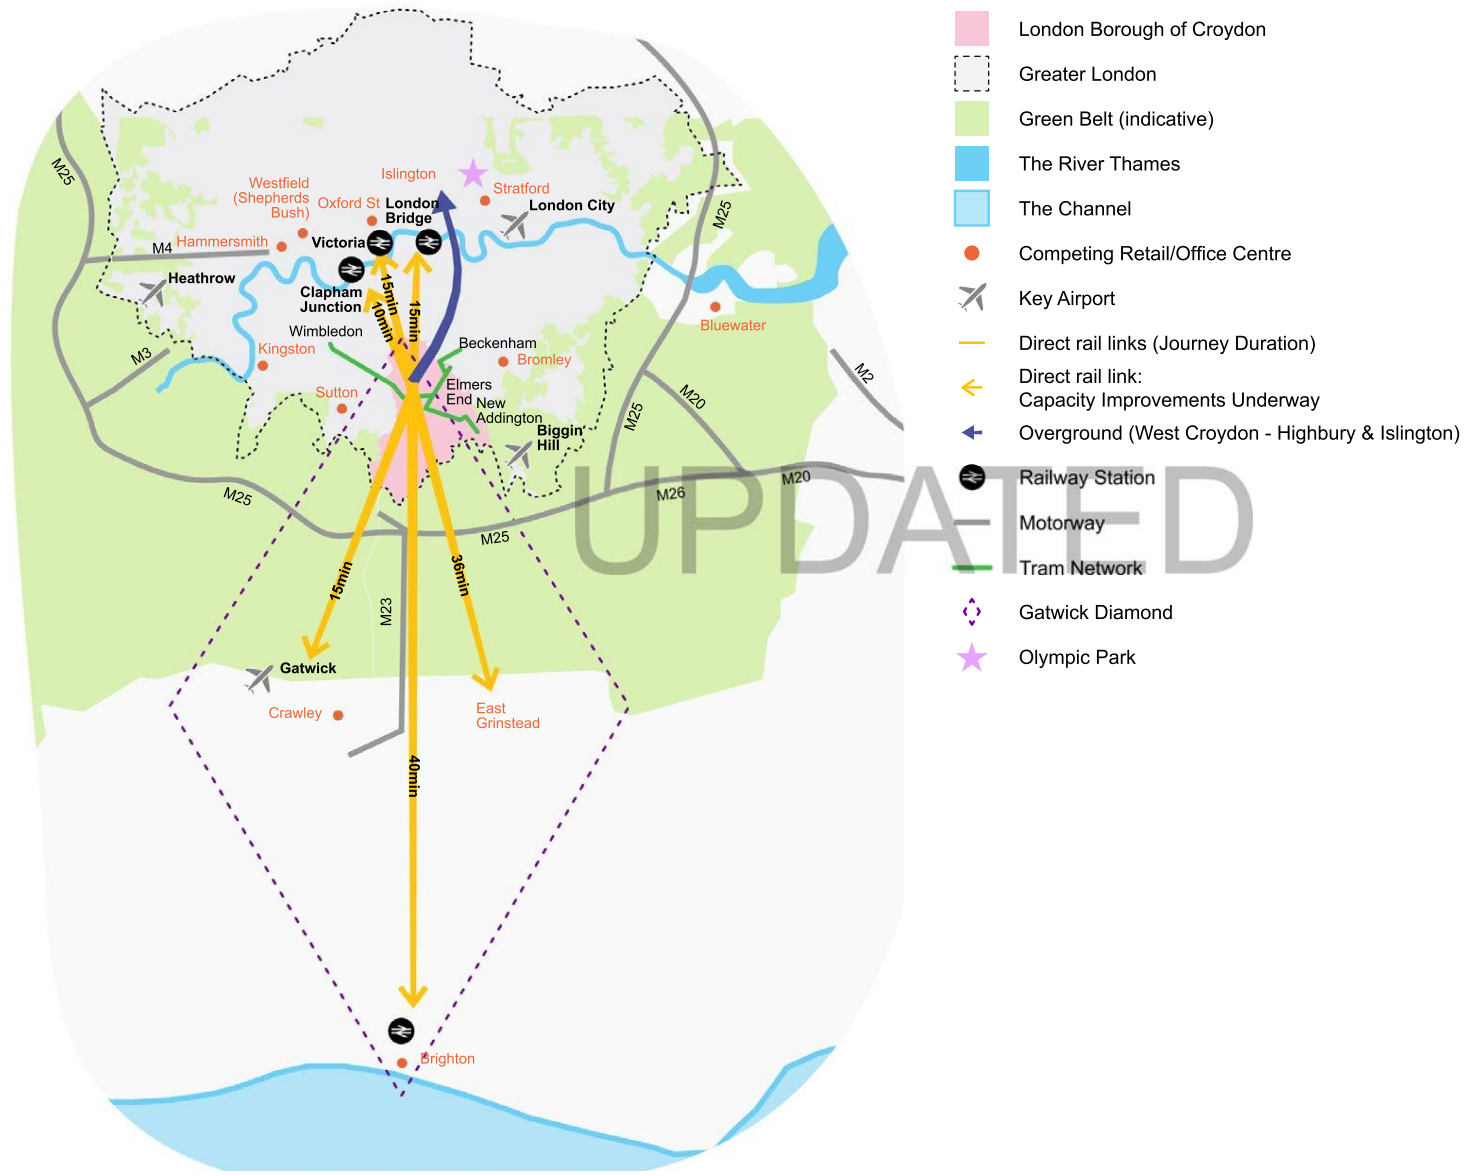 London Borough of Croydon
Greater London
Green Belt (indicative)
The River Thames
The Channel
Competing Retail/Office Centre
Key Airport
Direct rail links (Journey Duration)
Direct rail link:
Capacity Improvements Underway
Overground (West Croydon - Highbury & Islington)
Railway Station
Motorway
Tram Network
Gatwick Diamond
Olympic Park
UPDATED
M25
Westfield
(Shepherds
Bush)
Islington
Oxford St
London
Bridge
Stratford
London City
M25
Hammersmith
M4
Victoria
Heathrow
Clapham
Junction
15min
10min
15min
Wimbledon
Bluewater
M3
Kingston
Beckenham
Bromley
M2
Sutton
Elmers
End
New
Addington
M20
M25
Biggin
Hill
M25
M26
M20
M25
15min
36min
M23
Gatwick
Crawley
East
Grinstead
40min
Brighton